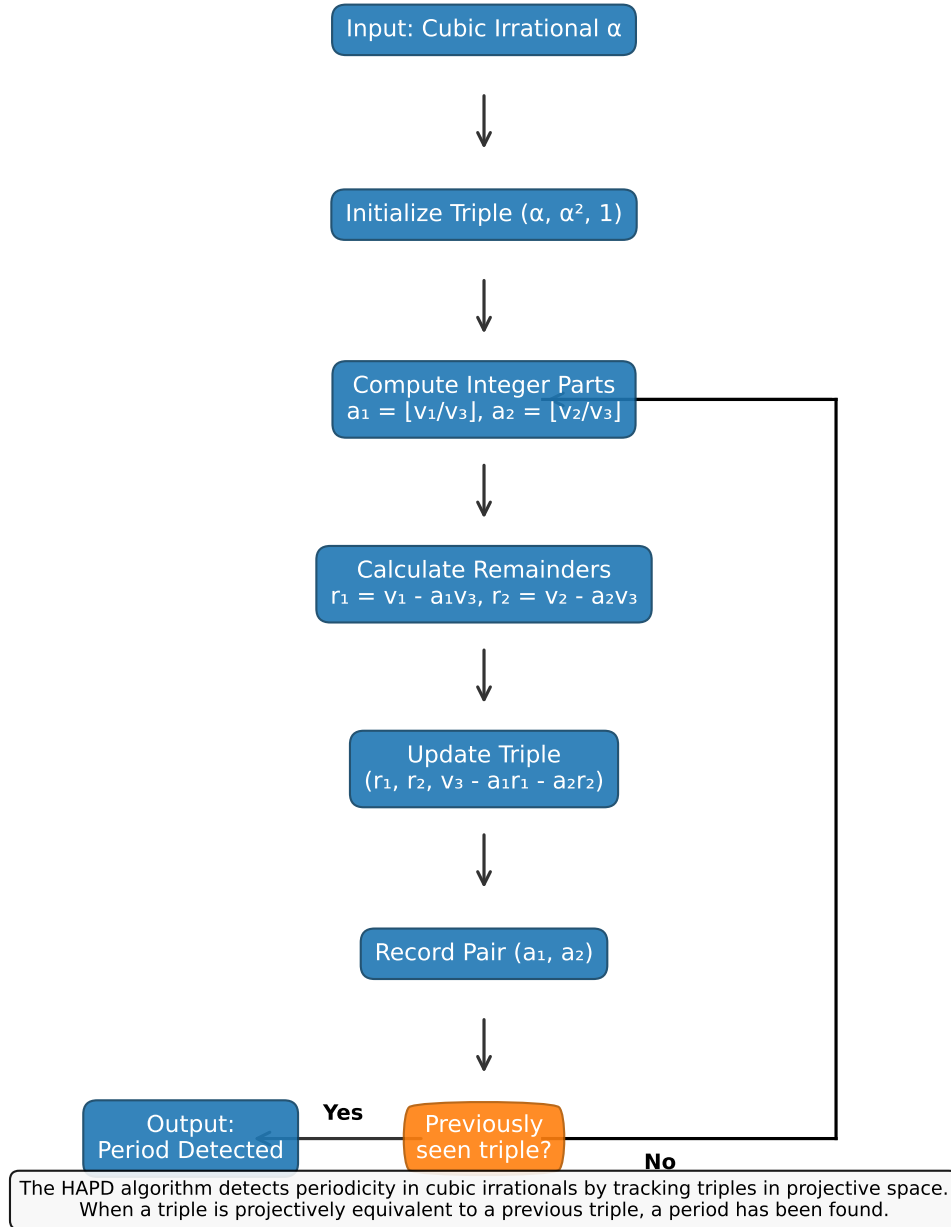 Input: Cubic Irrational α
Initialize Triple (α, α², 1)
Compute Integer Parts
a₁ = ⌊v₁/v₃⌋, a₂ = ⌊v₂/v₃⌋
Calculate Remainders
r₁ = v₁ - a₁v₃, r₂ = v₂ - a₂v₃
Update Triple
(r₁, r₂, v₃ - a₁r₁ - a₂r₂)
Record Pair (a₁, a₂)
Output:
Period Detected
Yes
Previously
seen triple?
No
The HAPD algorithm detects periodicity in cubic irrationals by tracking triples in projective space.
When a triple is projectively equivalent to a previous triple, a period has been found.